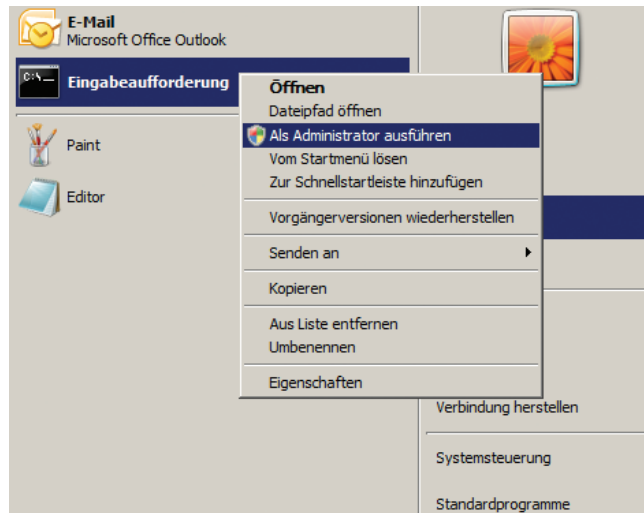 E-Mail
Microsoft Office Outlook
C:\
Eingabeaufforderung
Paint
Editor
Öffnen
Dateipfad öffnen
Als Administrator ausführen
Vom Startmenü lösen
Zur Schnellstartleiste hinzufügen
Vorgängerversionen wiederherstellen
Senden an
Kopieren
Aus Liste entfernen
Umbenennen
Eigenschaften
Verbindung herstellen
Systemsteuerung
Standardprogramme